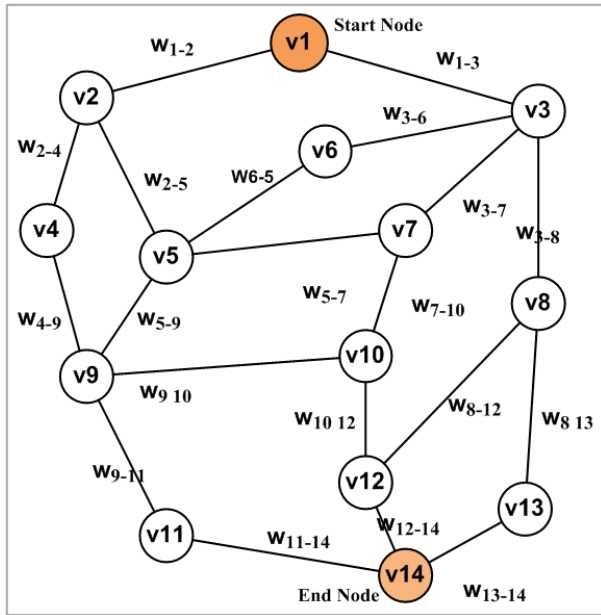 Start Node
v1
w1-2
w1-3
v2
v3
w3-6
v6
w2-4
w2-5
w6-5
w3-7
v4
v7
w3-8
v5
w5-7
w7-10
v8
w4-9
w5-9
v10
v9
w9 10
w8-12
w10 12
w8 13
w9-11
v12
v13
w12-14
v11
w11-14
v14
End Node
w13-14